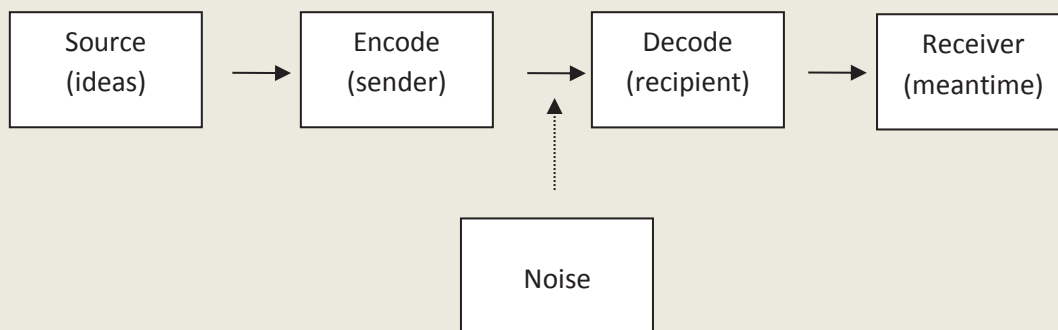 Source
(ideas)
Encode
(sender)
Decode
(recipient)
Receiver
(meantime)
Noise